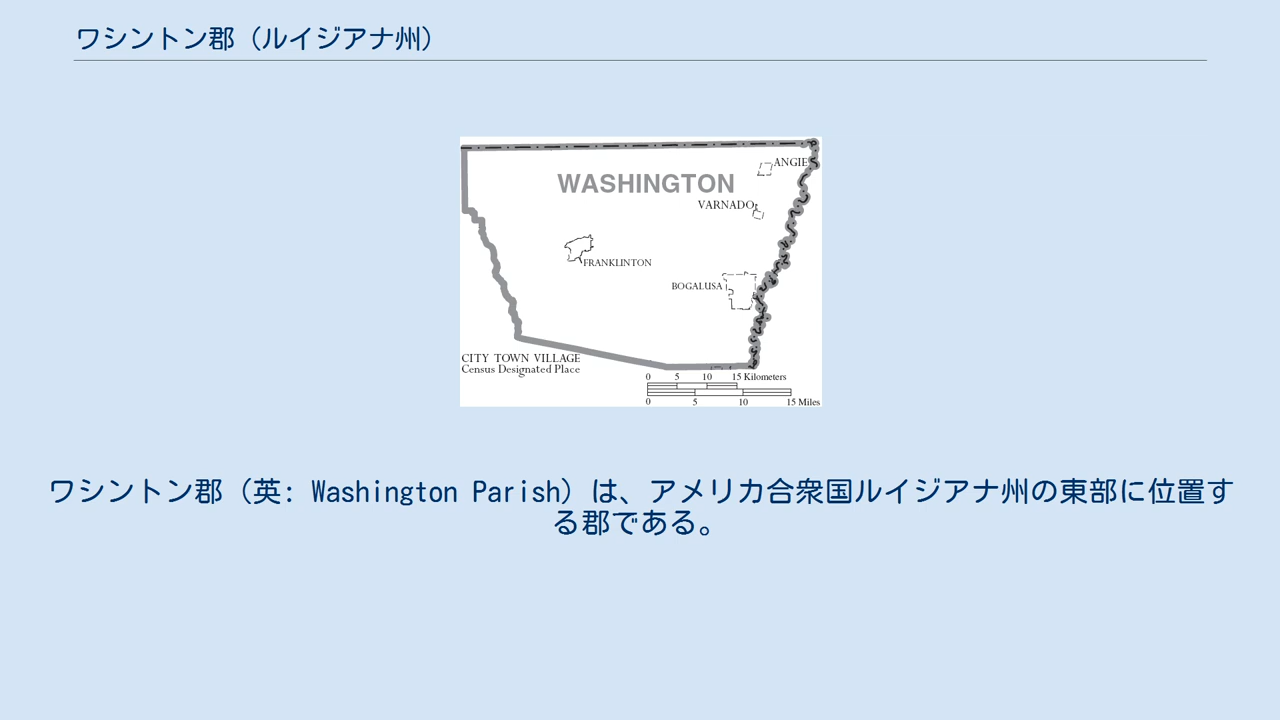 ワシントン郡（ルイジアナ州）
ANGIE
WASHINGTON
VARNADO
FRANKLINTON
BOGALUSA
CITY TOWN VILLAGE
Census Designated Place
0 5 10 15 Kilometers
0 5 10 15 Miles
ワシントン郡（英: Washington Parish）は、アメリカ合衆国ルイジアナ州の東部に位置す
る郡である。